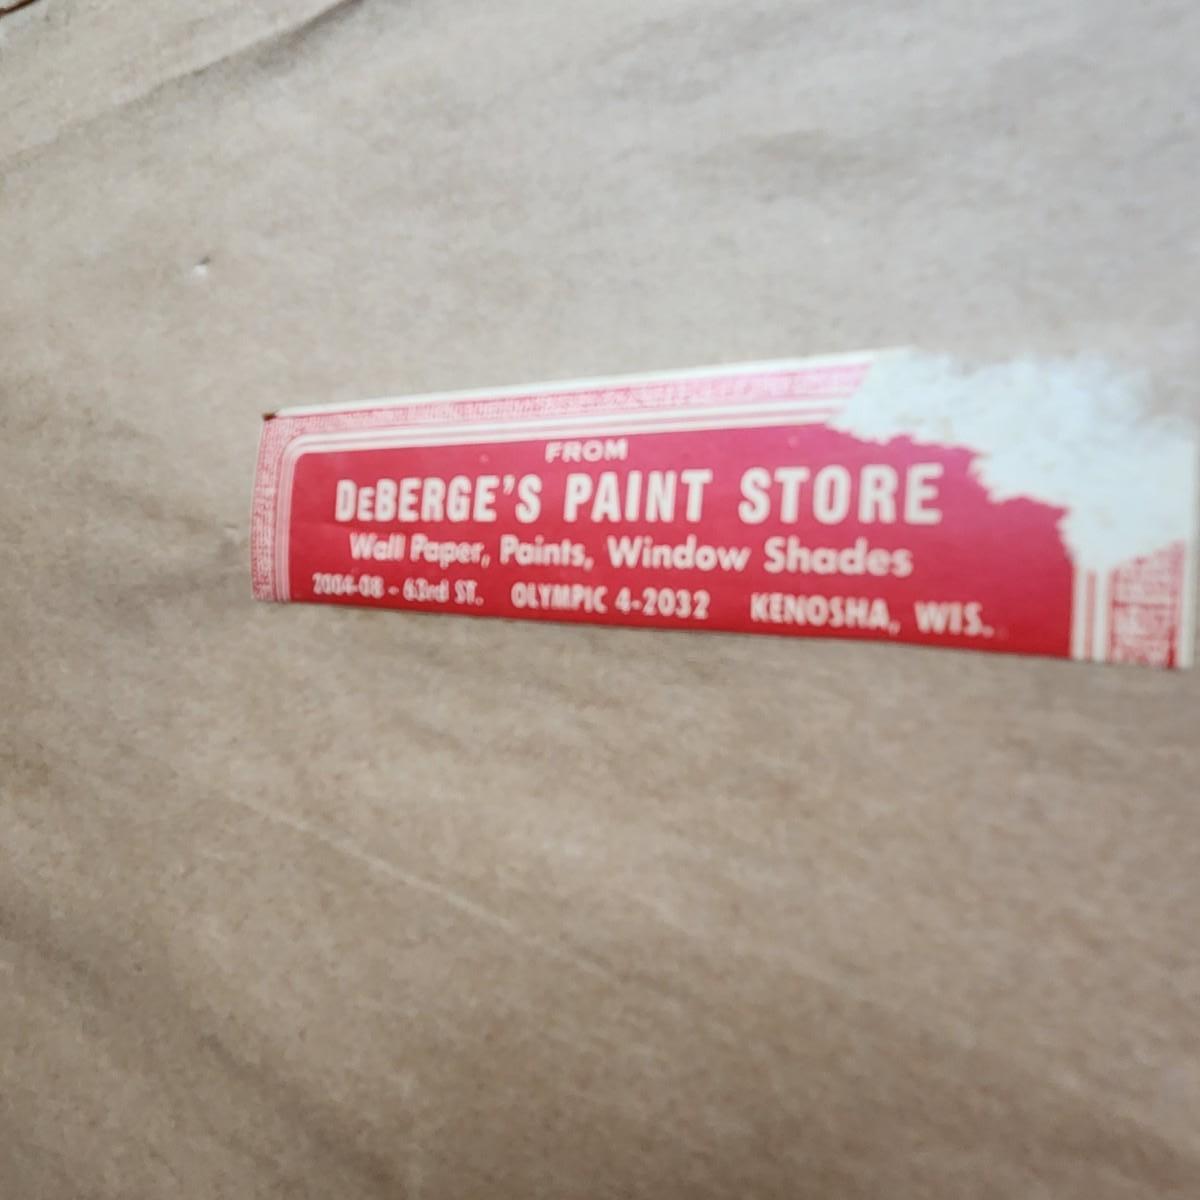 FROM
DEBERGE'S PAINT STORE
Wall Paper, Paints, Window Shades
2004-08 - 63rd ST. OLYMPIC 4-2032 KENOSHA, WIS.